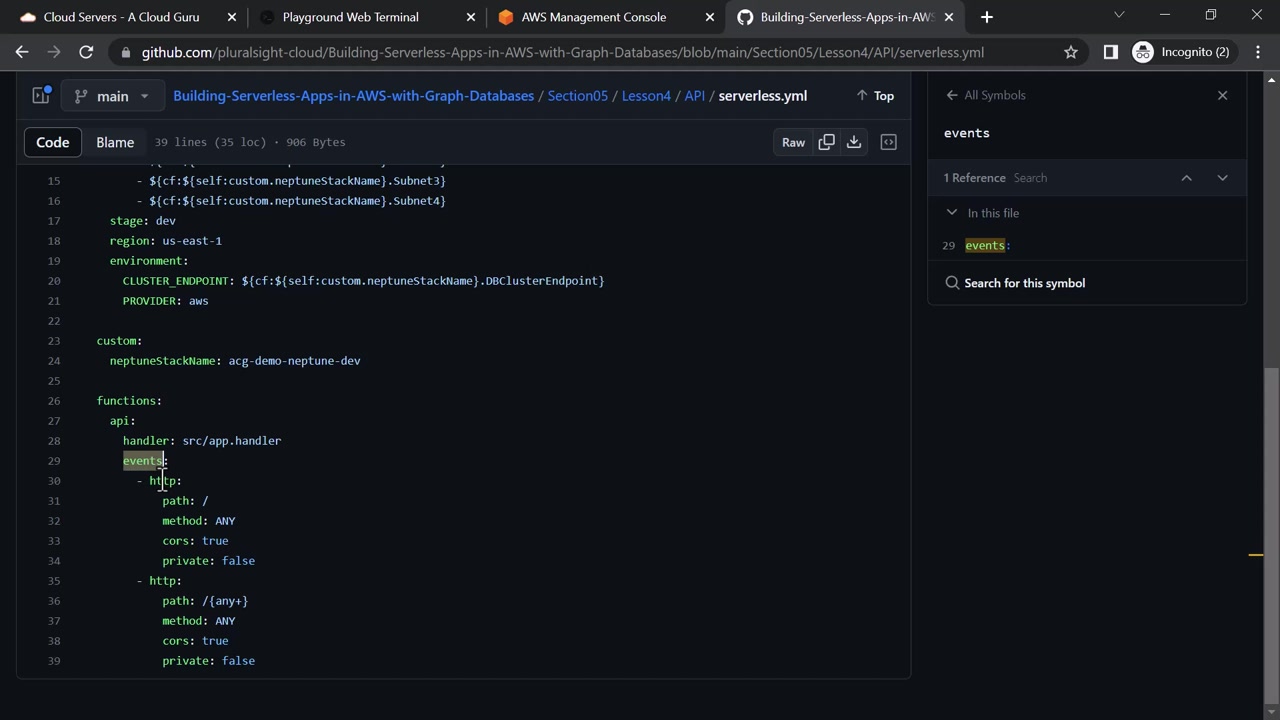 Cloud Servers - A Cloud Guru
Playground Web Terminal
AWS Management Console
Building-Serverless-Apps-in-AWS
github.com/pluralsight-cloud/Building-Serverless-Apps-in-AWS-with-Graph-Databases/blob/main/Section05/Lesson4/API/serverless.yml
Incognito (2)
main
Building-Serverless-Apps-in-AWS-with-Graph-Databases / Section05 / Lesson4 / API / serverless.yml
Top
Code
Blame
39 lines (35 loc) · 906 Bytes
Raw
15 - ${cf:${self:custom.neptuneStackName}.Subnet3}
16 - ${cf:${self:custom.neptuneStackName}.Subnet4}
17 stage: dev
18 region: us-east-1
19 environment:
20 CLUSTER_ENDPOINT: ${cf:${self:custom.neptuneStackName}.DBClusterEndpoint}
21 PROVIDER: aws
22
23 custom:
24 neptuneStackName: acg-demo-neptune-dev
25
26 functions:
27 api:
28 handler: src/app.handler
29 events:
30 - http:
31 path: /
32 method: ANY
33 cors: true
34 private: false
35 - http:
36 path: /{any+}
37 method: ANY
38 cors: true
39 private: false
All Symbols
events
1 Reference Search
In this file
29 events:
Search for this symbol